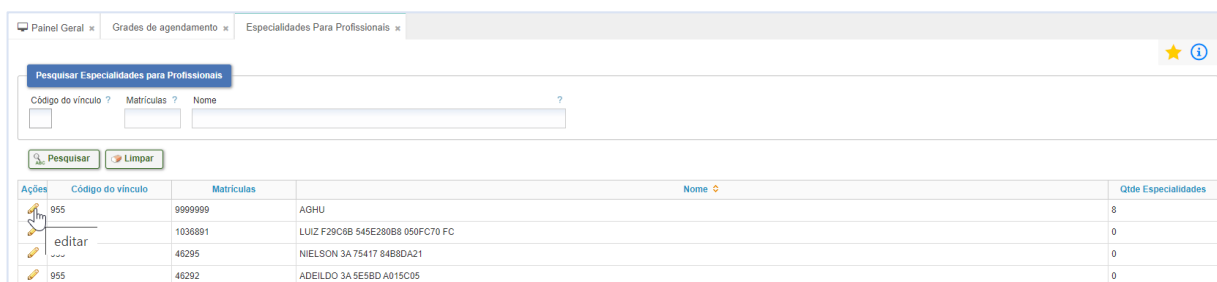 Painel Geral × Grades de agendamento × Especialidades Para Profissionais ×
Pesquisar Especialidades para Profissionais
Código do vínculo ? Matrículas ? Nome ?
Pesquisar Limpar
Ações Código do vínculo Matrículas Nome Qtde Especialidades
955 9999999 AGHU 8
1036891 LUIZ F29C6B 545E280B8 050FC70 FC 0
editar
46295 NIELSON 3A 75417 84B8DA21 0
955 46292 ADEILDO 3A 5E5BD A015C05 0